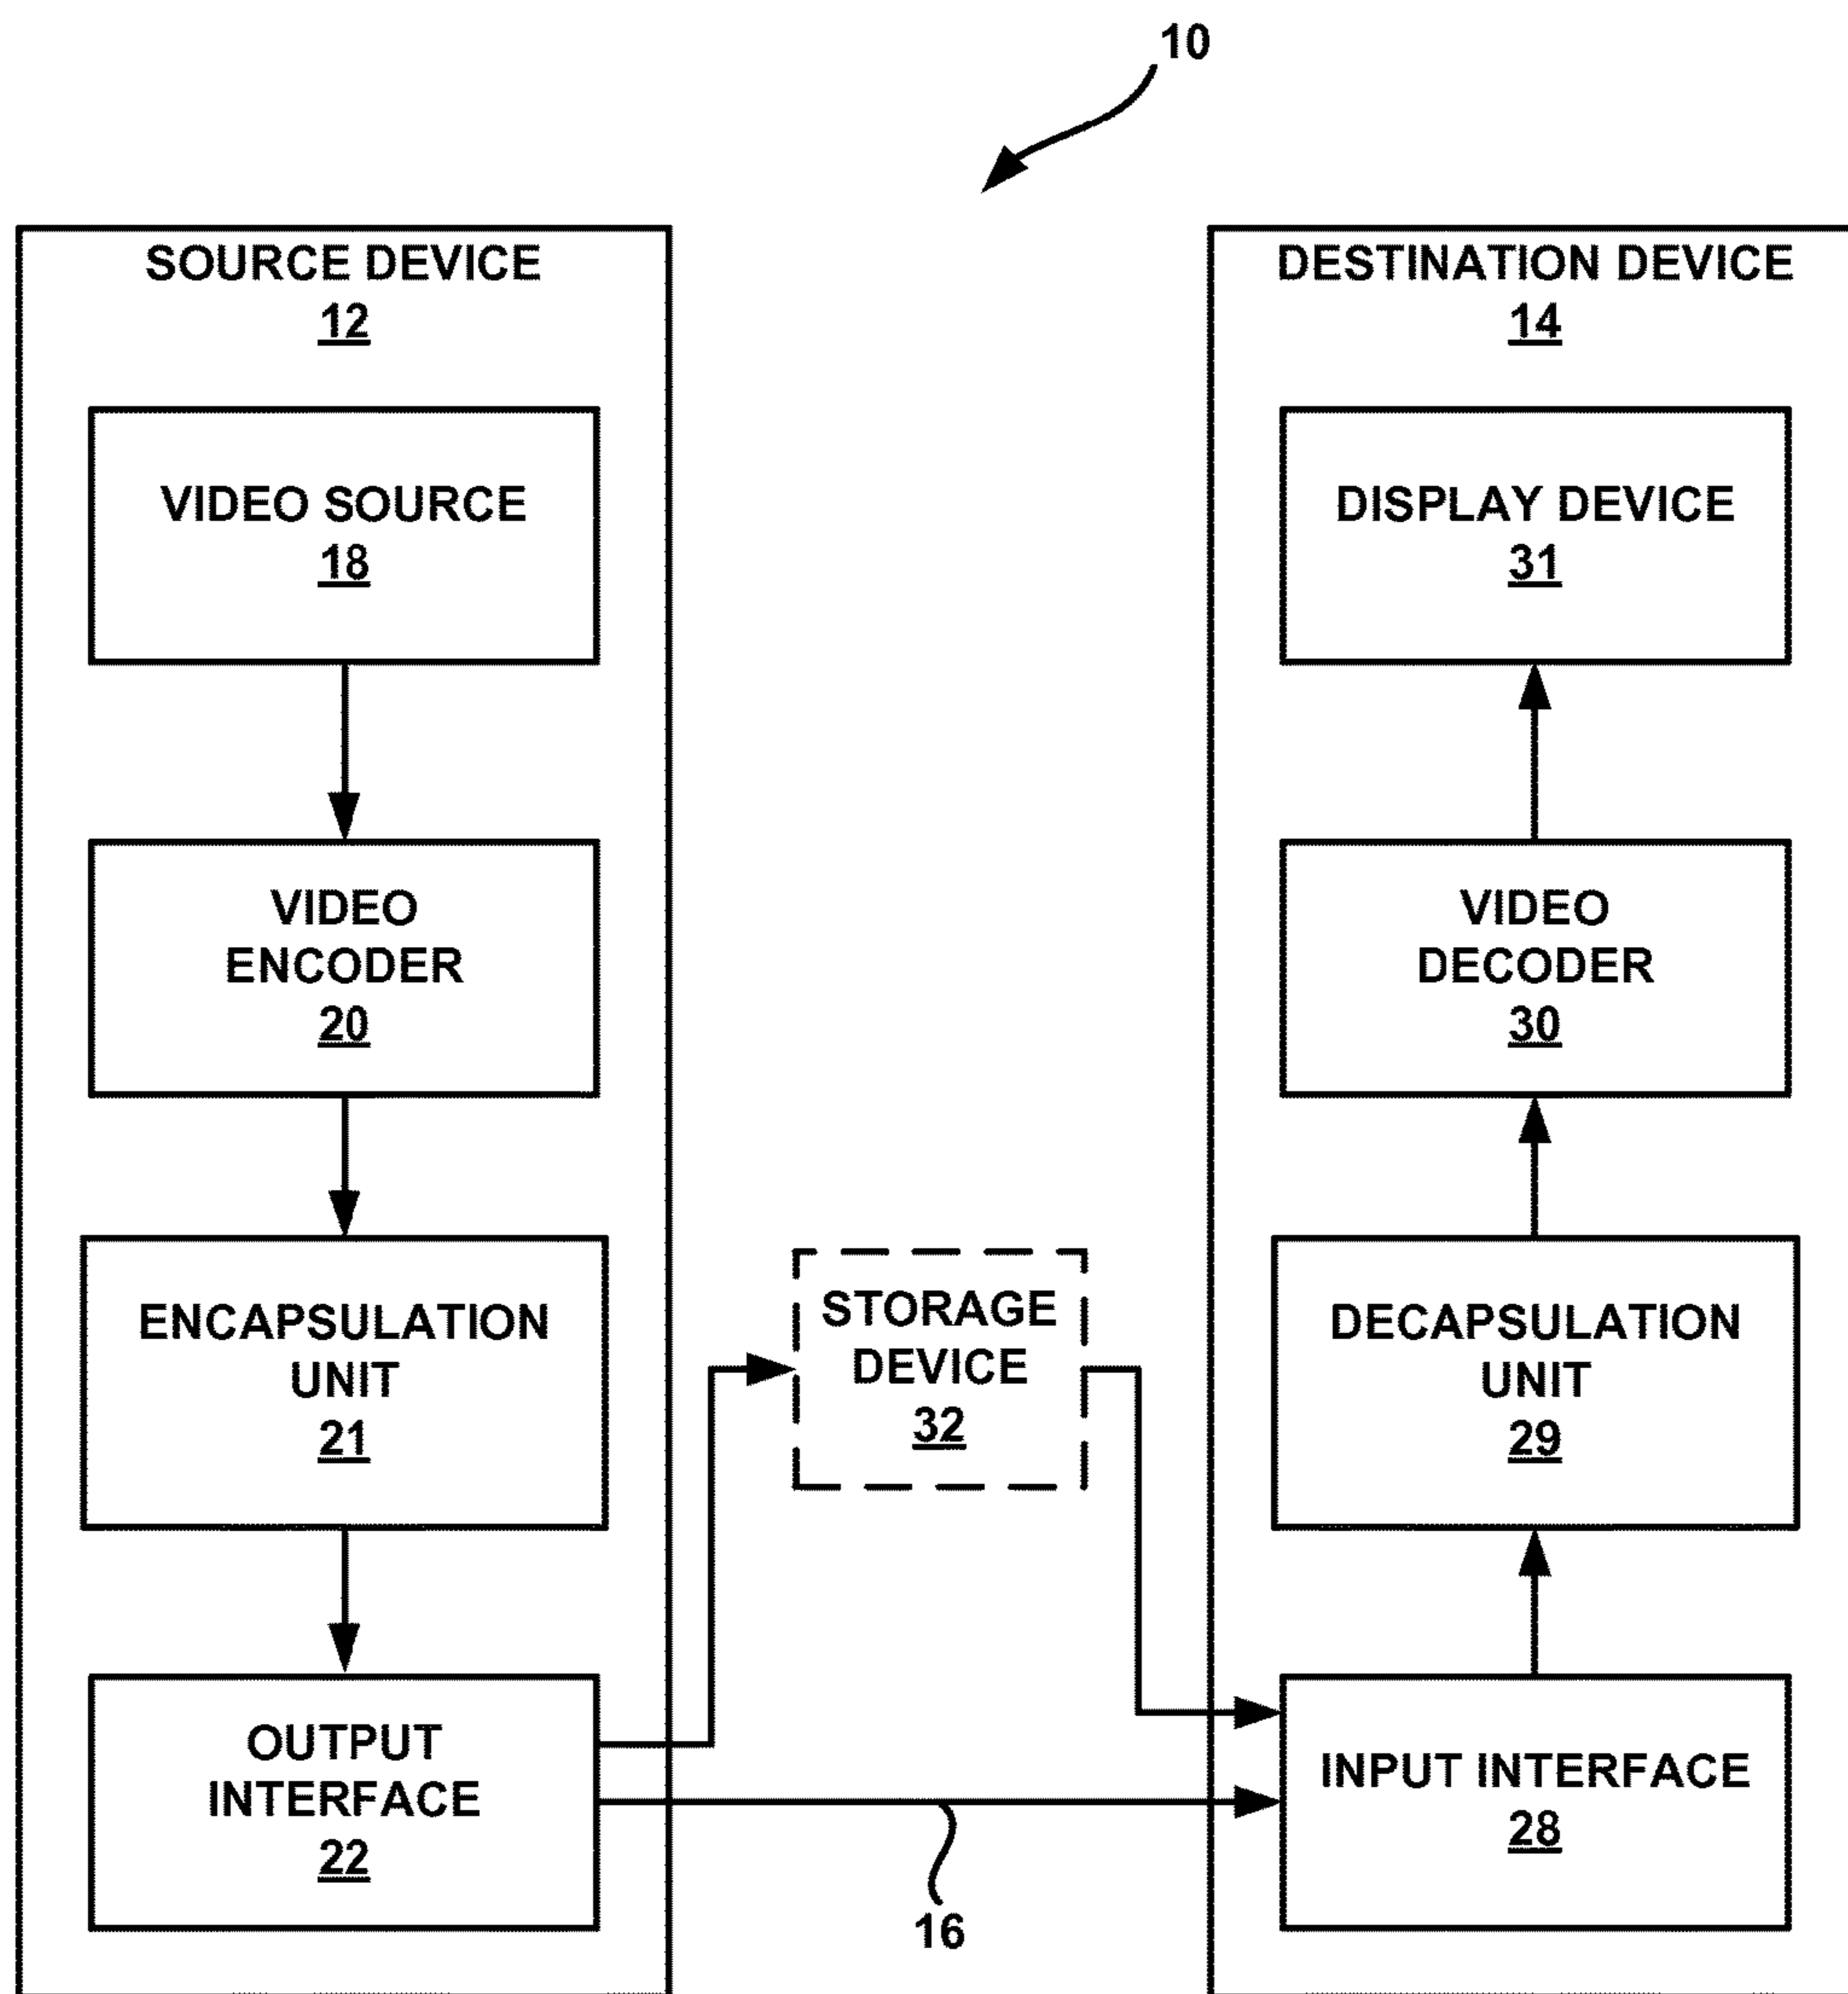 10
SOURCE DEVICE
12
VIDEO SOURCE
18
VIDEO
ENCODER
20
ENCAPSULATION
UNIT
21
OUTPUT
INTERFACE
22
STORAGE
DEVICE
32
16
DESTINATION DEVICE
14
DISPLAY DEVICE
31
VIDEO
DECODER
30
DECAPSULATION
UNIT
29
INPUT INTERFACE
28